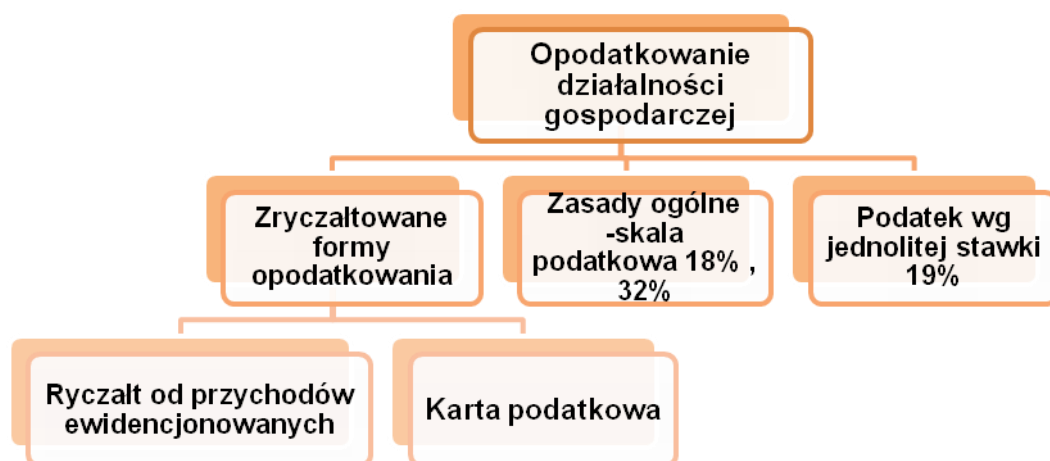 Opodatkowanie
działalności
gospodarczej
Zryczałtowane
formy
opodatkowania
Zasady ogólne
-skala
podatkowa 18% ,
32%
Podatek wg
jednolitej stawki
19%
Ryczałt od przychodów
ewidencjonowanych
Karta podatkowa